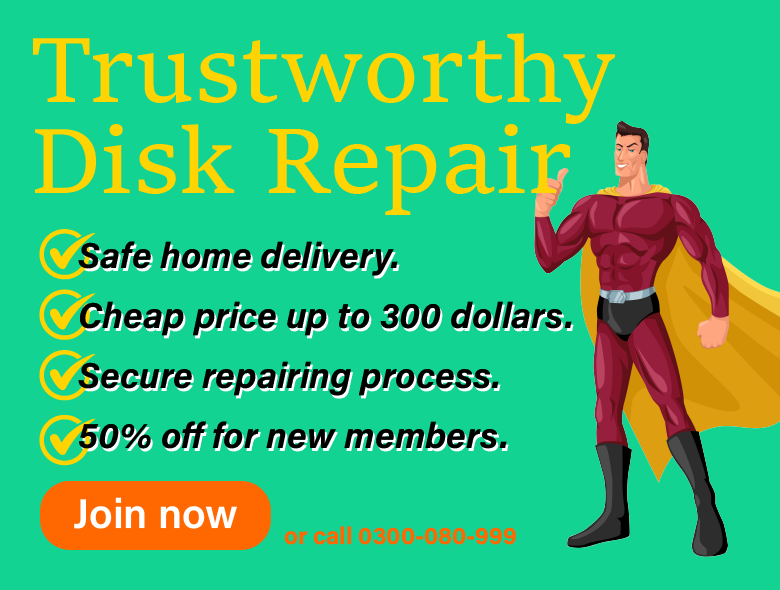 Trustworthy
Disk Repair
Safe home delivery.
Cheap price up to 300 dollars.
Secure repairing process.
50% off for new members.
Join now
or call 0300-080-999